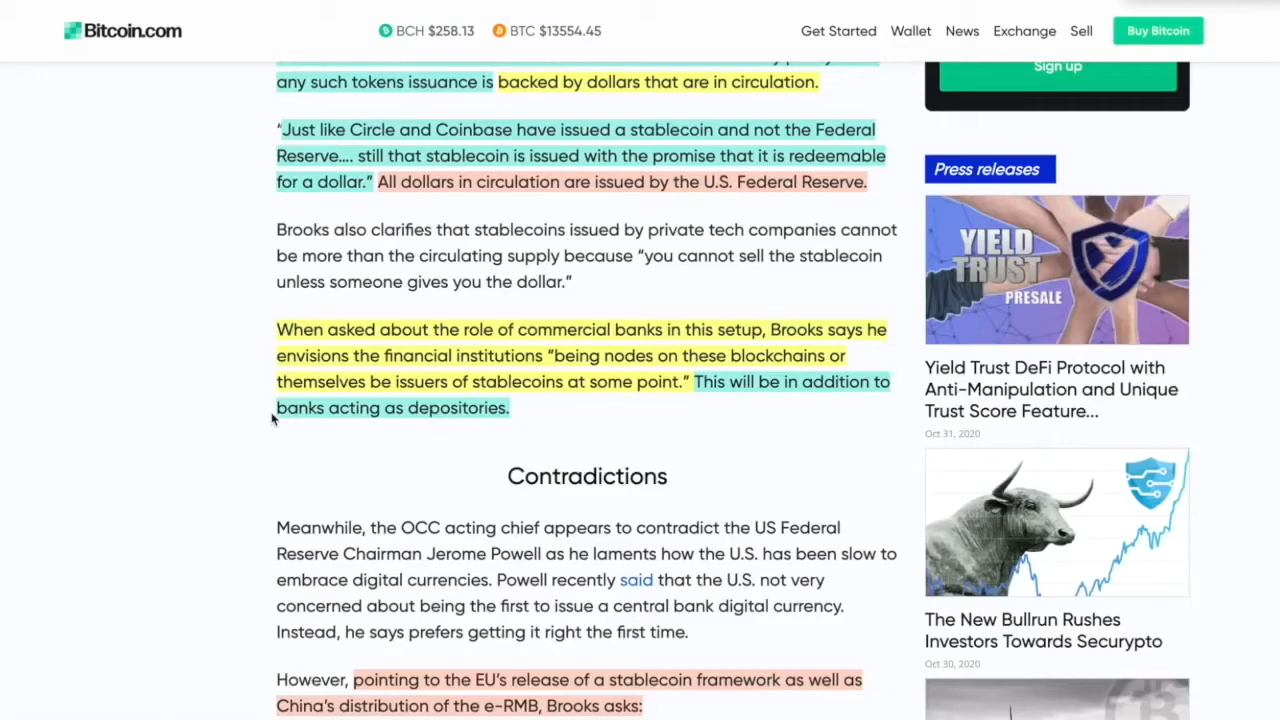 Bitcoin.com
BCH $258.13 BTC $13554.45
Get Started Wallet News Exchange Sell Buy Bitcoin
any such tokens issuance is backed by dollars that are in circulation.
“Just like Circle and Coinbase have issued a stablecoin and not the Federal
Reserve…. still that stablecoin is issued with the promise that it is redeemable
for a dollar.” All dollars in circulation are issued by the U.S. Federal Reserve.
Brooks also clarifies that stablecoins issued by private tech companies cannot
be more than the circulating supply because “you cannot sell the stablecoin
unless someone gives you the dollar.”
When asked about the role of commercial banks in this setup, Brooks says he
envisions the financial institutions “being nodes on these blockchains or
themselves be issuers of stablecoins at some point.” This will be in addition to
banks acting as depositories.
Contradictions
Meanwhile, the OCC acting chief appears to contradict the US Federal
Reserve Chairman Jerome Powell as he laments how the U.S. has been slow to
embrace digital currencies. Powell recently said that the U.S. not very
concerned about being the first to issue a central bank digital currency.
Instead, he says prefers getting it right the first time.
However, pointing to the EU’s release of a stablecoin framework as well as
China’s distribution of the e-RMB, Brooks asks:
Sign up
Press releases
YIELD
TRUST
PRESALE
Yield Trust DeFi Protocol with
Anti-Manipulation and Unique
Trust Score Feature...
Oct 31, 2020
The New Bullrun Rushes
Investors Towards Securypto
Oct 30, 2020